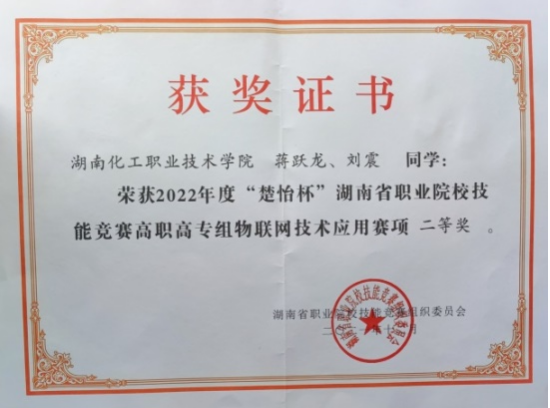 获奖证书
湖南化工职业技术学院 蒋跃龙、刘震 同学：
荣获2022年度“楚怡杯”湖南省职业院校技
能竞赛高职高专组物联网技术应用赛项 二等奖 。
湖南省职业院校技能竞赛组织委员会